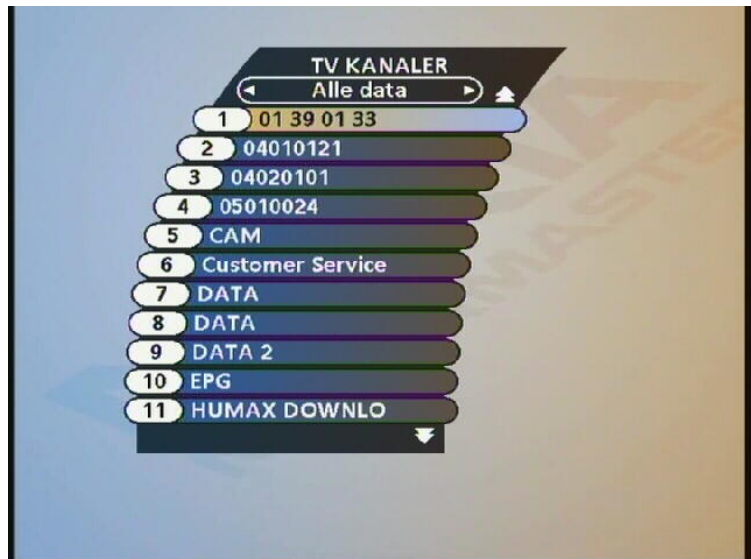 TV KANALER
Alle data
1 01 39 01 33
2 04010121
3 04020101
4 05010024
5 CAM
6 Customer Service
7 DATA
8 DATA
9 DATA 2
10 EPG
11 HUMAX DOWNLO